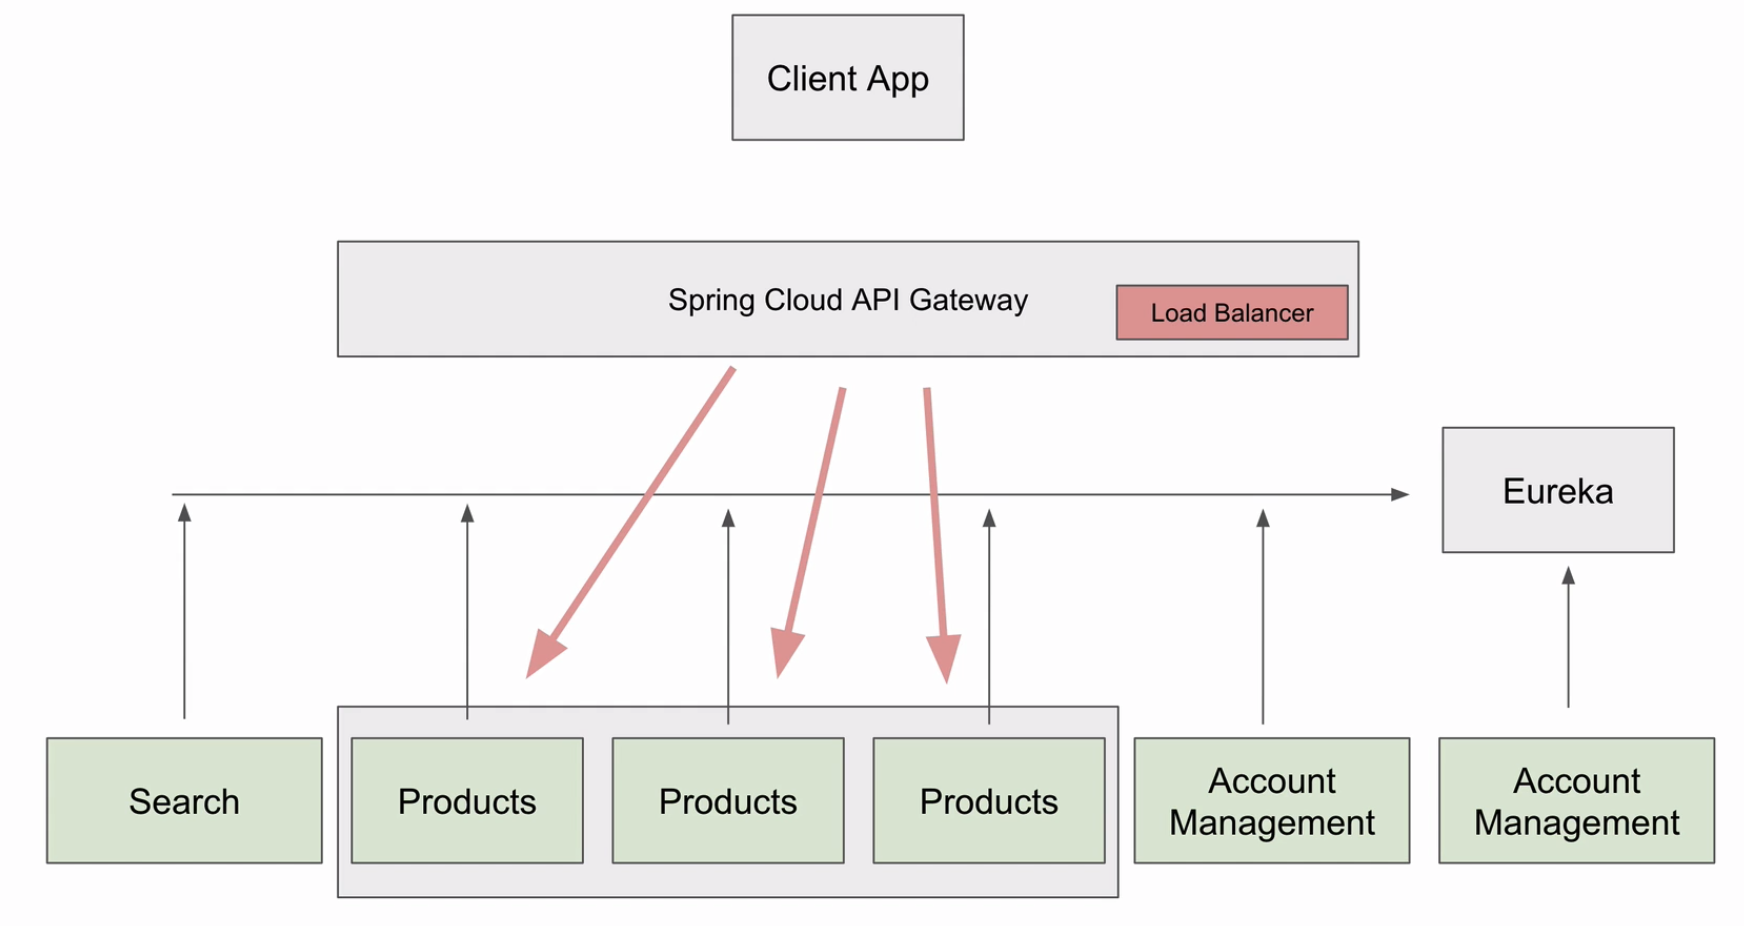 Client App
Spring Cloud API Gateway
Load Balancer
Eureka
Search
Products
Products
Products
Account
Management
Account
Management